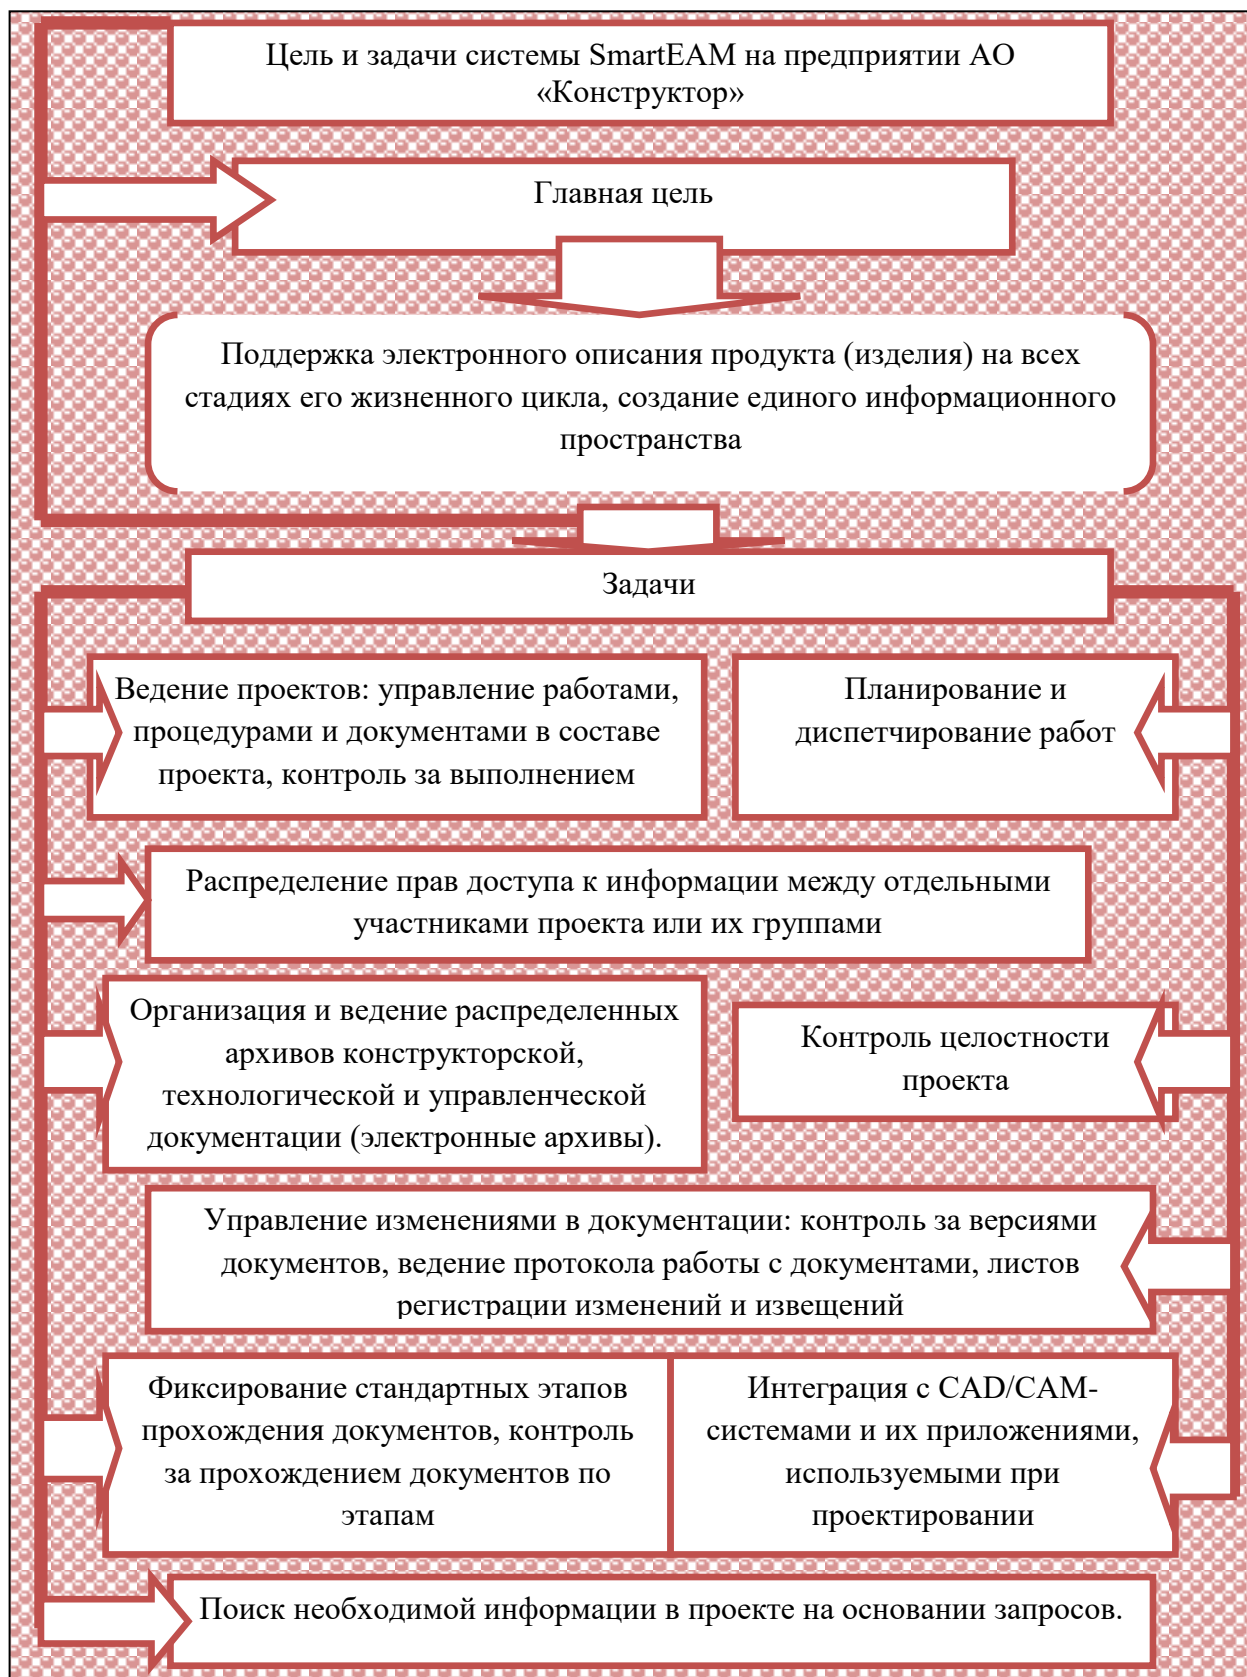 Цель и задачи системы SmartEAM на предприятии АО
«Конструктор»
Главная цель
Поддержка электронного описания продукта (изделия) на всех
стадиях его жизненного цикла, создание единого информационного
пространства
Задачи
Ведение проектов: управление работами,
процедурами и документами в составе
проекта, контроль за выполнением
Планирование и
диспетчирование работ
Распределение прав доступа к информации между отдельными
участниками проекта или их группами
Организация и ведение распределенных
архивов конструкторской,
технологической и управленческой
документации (электронные архивы).
Контроль целостности
проекта
Управление изменениями в документации: контроль за версиями
документов, ведение протокола работы с документами, листов
регистрации изменений и извещений
Фиксирование стандартных этапов
прохождения документов, контроль
за прохождением документов по
этапам
Интеграция с CAD/CAM-
системами и их приложениями,
используемыми при
проектировании
Поиск необходимой информации в проекте на основании запросов.